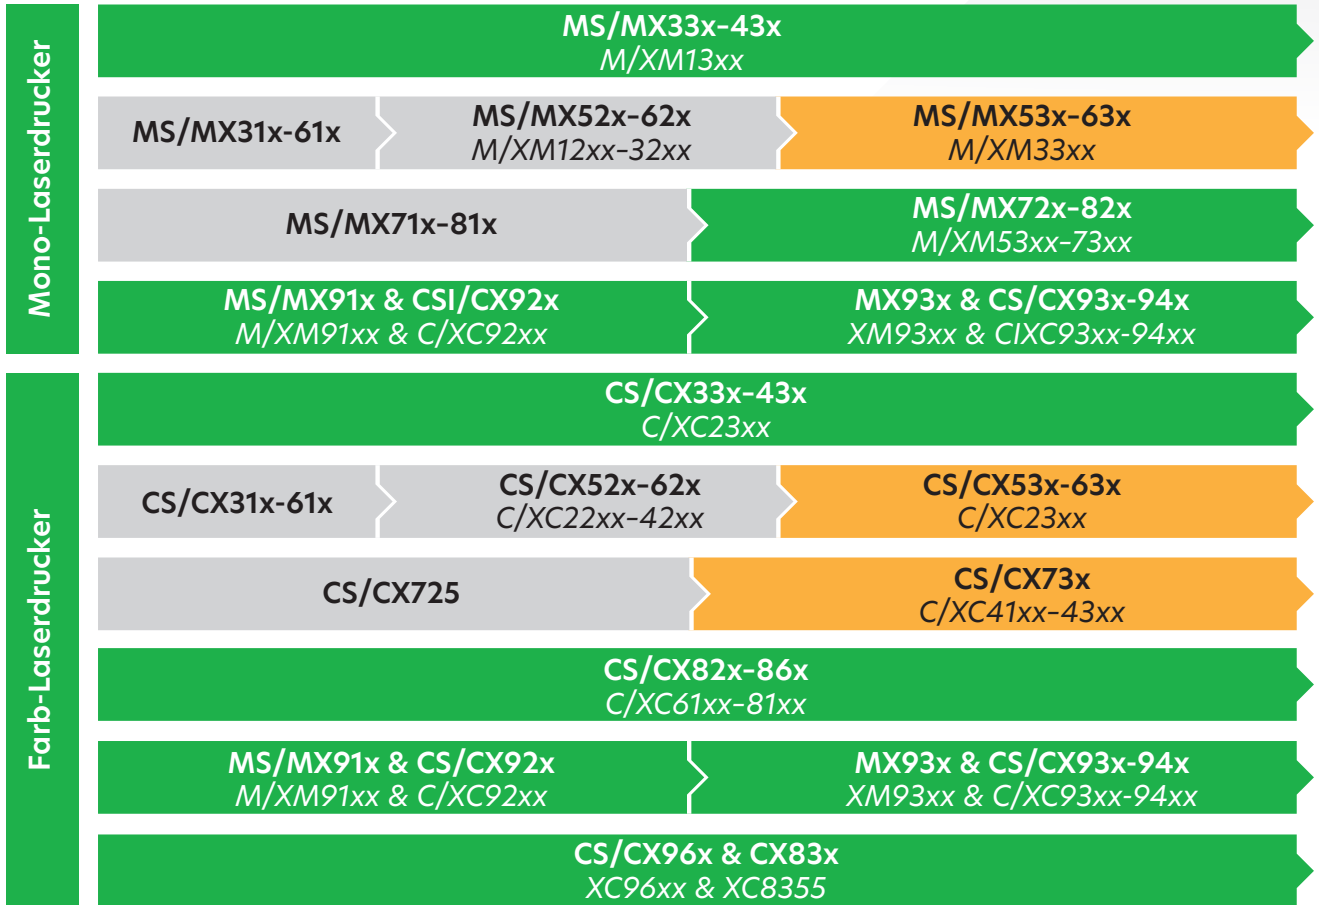 Mono-Laserdrucker
MS/MX33x–43x
M/XM13xx
MS/MX31x-61x
MS/MX52x–62x
M/XM12xx–32xx
MS/MX53x–63x
M/XM33xx
MS/MX71x–81x
MS/MX72x–82x
M/XM53xx–73xx
MS/MX91x & CSI/CX92x
M/XM91xx & C/XC92xx
MX93x & CS/CX93x-94x
XM93xx & CIXC93xx-94xx
Farb-Laserdrucker
CS/CX33x–43x
C/XC23xx
CS/CX31x-61x
CS/CX52x–62x
C/XC22xx–42xx
CS/CX53x–63x
C/XC23xx
CS/CX725
CS/CX73x
C/XC41xx–43xx
CS/CX82x–86x
C/XC61xx–81xx
MS/MX91x & CS/CX92x
M/XM91xx & C/XC92xx
MX93x & CS/CX93x-94x
XM93xx & C/XC93xx-94xx
CS/CX96x & CX83x
XC96xx & XC8355